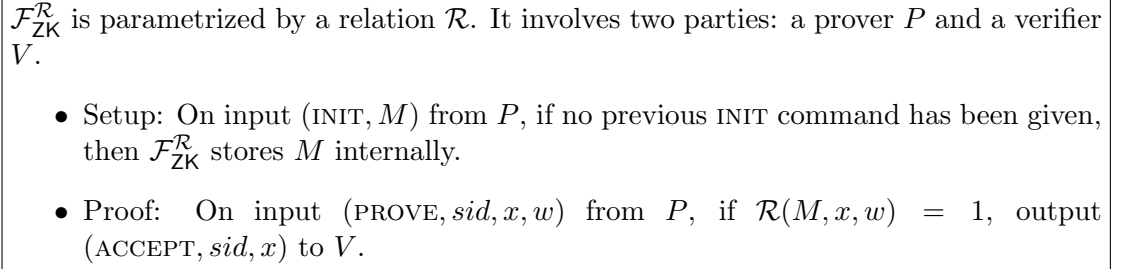 $\mathcal{F}_{\mathsf{ZK}}^{\mathcal{R}}$ is parametrized by a relation $\mathcal{R}$. It involves two parties: a prover $P$ and a verifier
$V$.
• Setup: On input (INIT, $M$) from $P$, if no previous INIT command has been given,
then $\mathcal{F}_{\mathsf{ZK}}^{\mathcal{R}}$ stores $M$ internally.
• Proof: On input (PROVE, $sid, x, w$) from $P$, if $\mathcal{R}(M, x, w) = 1$, output
(ACCEPT, $sid, x$) to $V$.